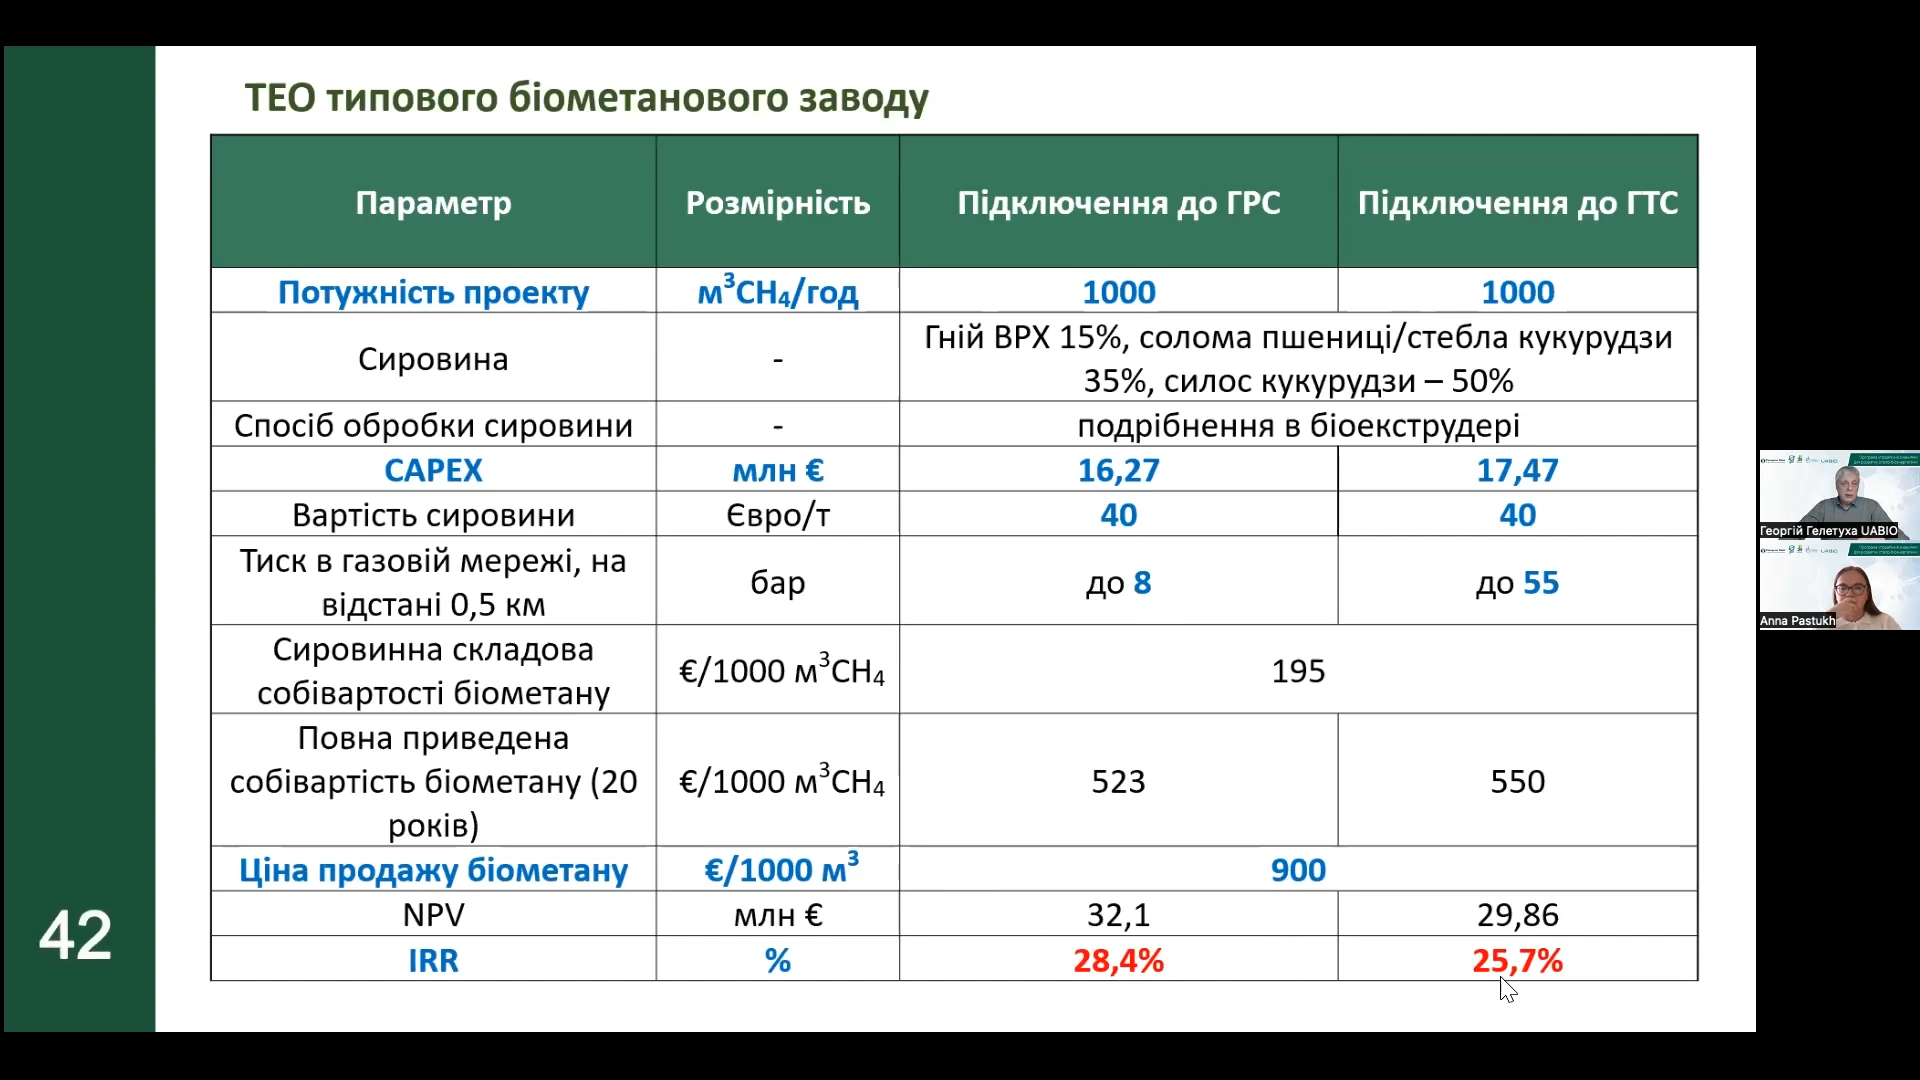 ТЕО типового біометанового заводу
Параметр Розмірність Підключення до ГРС Підключення до ГТС
Потужність проекту м³CH₄/год 1000 1000
Сировина - Гній ВРХ 15%, солома пшениці/стебла кукурудзи
35%, силос кукурудзи – 50%
Спосіб обробки сировини - подрібнення в біоекструдері
CAPEX млн € 16,27 17,47
Вартість сировини Євро/т 40 40
Тиск в газовій мережі, на
відстані 0,5 км бар до 8 до 55
Сировинна складова
собівартості біометану €/1000 м³CH₄ 195
Повна приведена
собівартість біометану (20
років) €/1000 м³CH₄ 523 550
Ціна продажу біометану €/1000 м³ 900
NPV млн € 32,1 29,86
IRR % 28,4% 25,7%
42
Георгій Гелетуха UABIO
Anna Pastukh